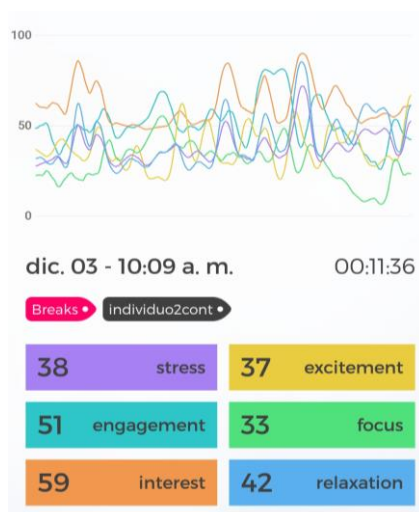 100
50
0
dic. 03 - 10:09 a. m. 00:11:36
Breaks individuo2cont
38 stress 37 excitement
51 engagement 33 focus
59 interest 42 relaxation